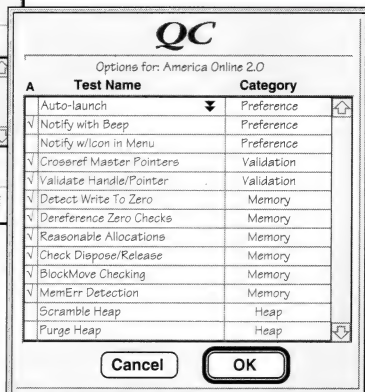 QC
Options for: America Online 2.0
A Test Name Category
Auto-launch Preference
√ Notify with Beep Preference
Notify w/Icon in Menu Preference
√ Crossref Master Pointers Validation
√ Validate Handle/Pointer Validation
√ Detect Write To Zero Memory
√ Dereference Zero Checks Memory
√ Reasonable Allocations Memory
√ Check Dispose/Release Memory
√ BlockMove Checking Memory
√ MemErr Detection Memory
Scramble Heap Heap
Purge Heap Heap
Cancel OK